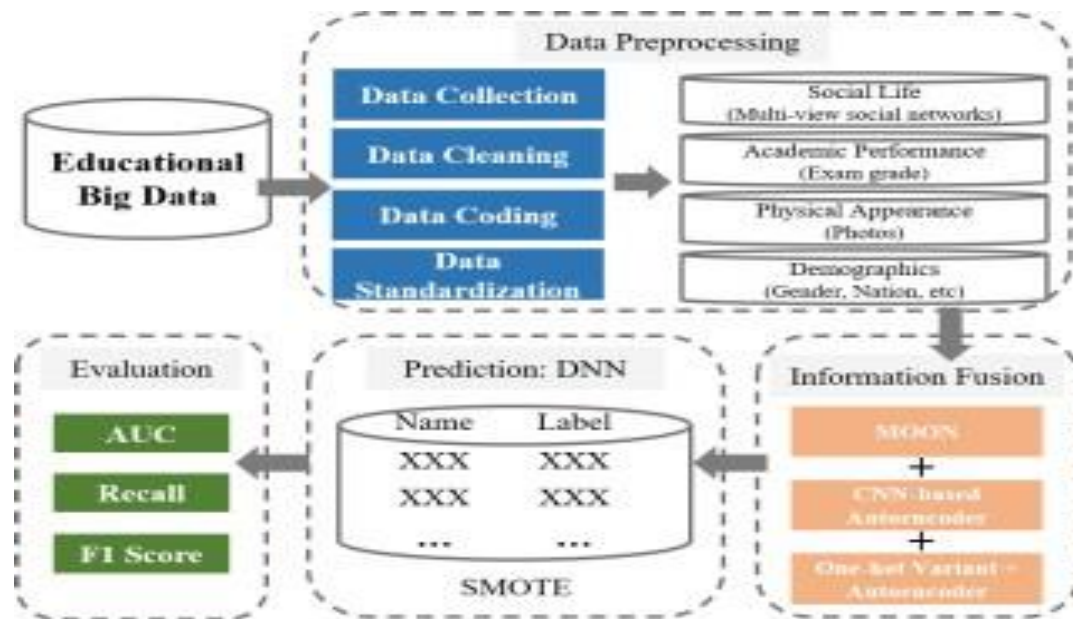 Data Preprocessing
Educational
Big Data
Data Collection
Data Cleaning
Data Coding
Data
Standardization
Social Life
(Multi-view social networks)
Academic Performance
(Exam grade)
Physical Appearance
(Photos)
Demographics
(Gender, Nation, etc)
Evaluation
AUC
Recall
F1 Score
Prediction: DNN
Name Label
XXX XXX
XXX XXX
... ...
SMOTE
Information Fusion
MOON
+
CNN-based
Autoencoder
+
One-hot Variant
Autoencoder